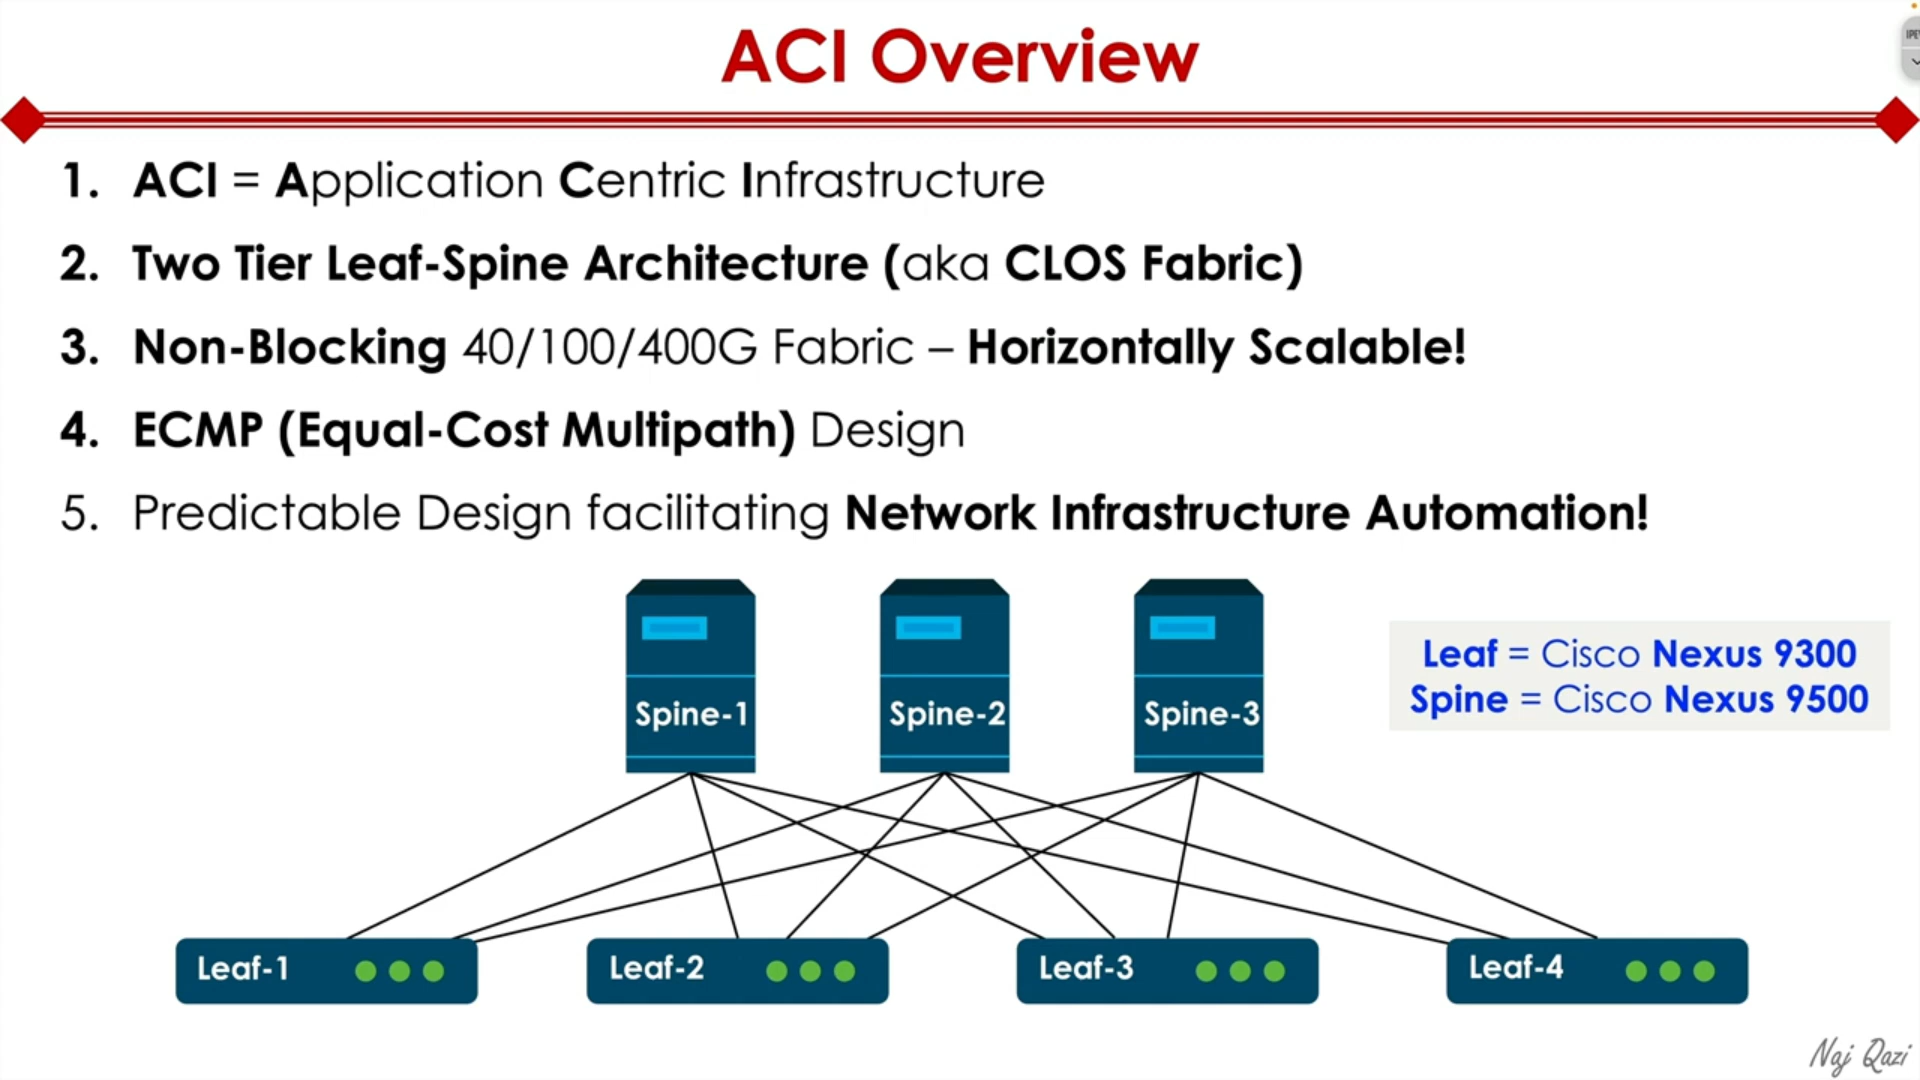 ACI Overview
1. ACI = Application Centric Infrastructure
2. Two Tier Leaf-Spine Architecture (aka CLOS Fabric)
3. Non-Blocking 40/100/400G Fabric – Horizontally Scalable!
4. ECMP (Equal-Cost Multipath) Design
5. Predictable Design facilitating Network Infrastructure Automation!
Spine-1
Spine-2
Spine-3
Leaf = Cisco Nexus 9300
Spine = Cisco Nexus 9500
Leaf-1
Leaf-2
Leaf-3
Leaf-4
Naj Qazi